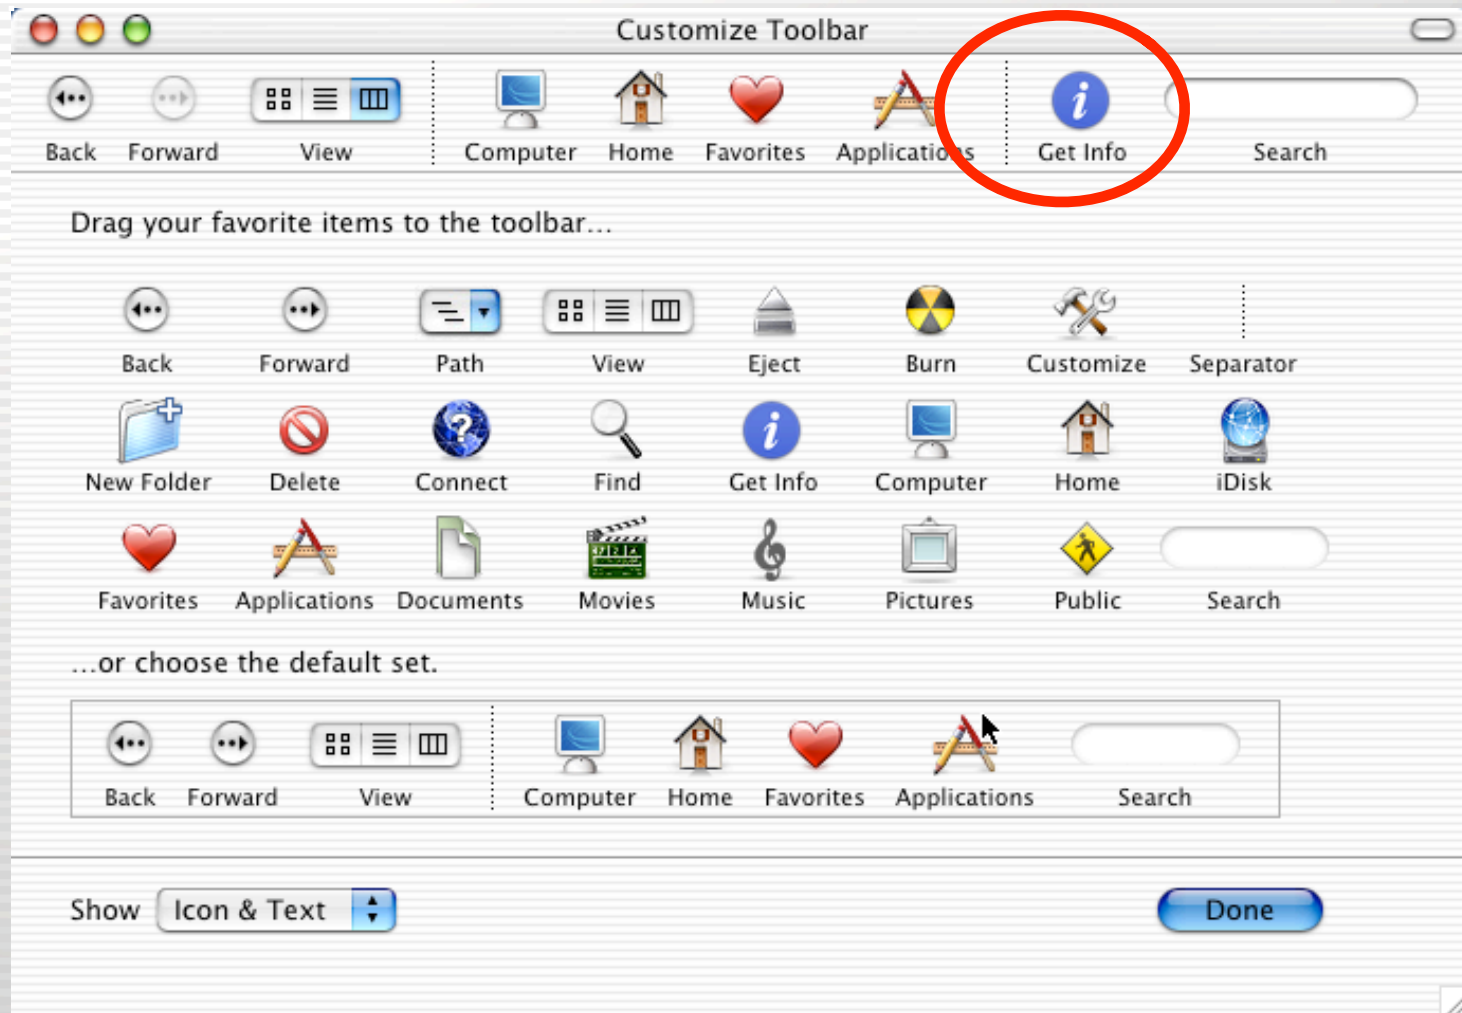 Customize Toolbar
Back Forward View Computer Home Favorites Applications Get Info Search
Drag your favorite items to the toolbar...
Back Forward Path View Eject Burn Customize Separator
New Folder Delete Connect Find Get Info Computer Home iDisk
Favorites Applications Documents Movies Music Pictures Public Search
...or choose the default set.
Back Forward View Computer Home Favorites Applications Search
Show Icon & Text Done